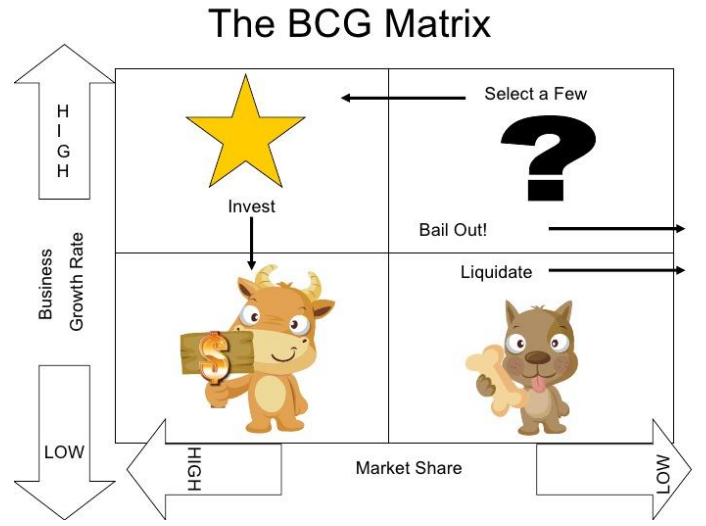 The BCG Matrix
HIGH
Select a Few
Invest
Bail Out!
Business
Growth Rate
Liquidate
$
LOW
HIGH
Market Share
LOW